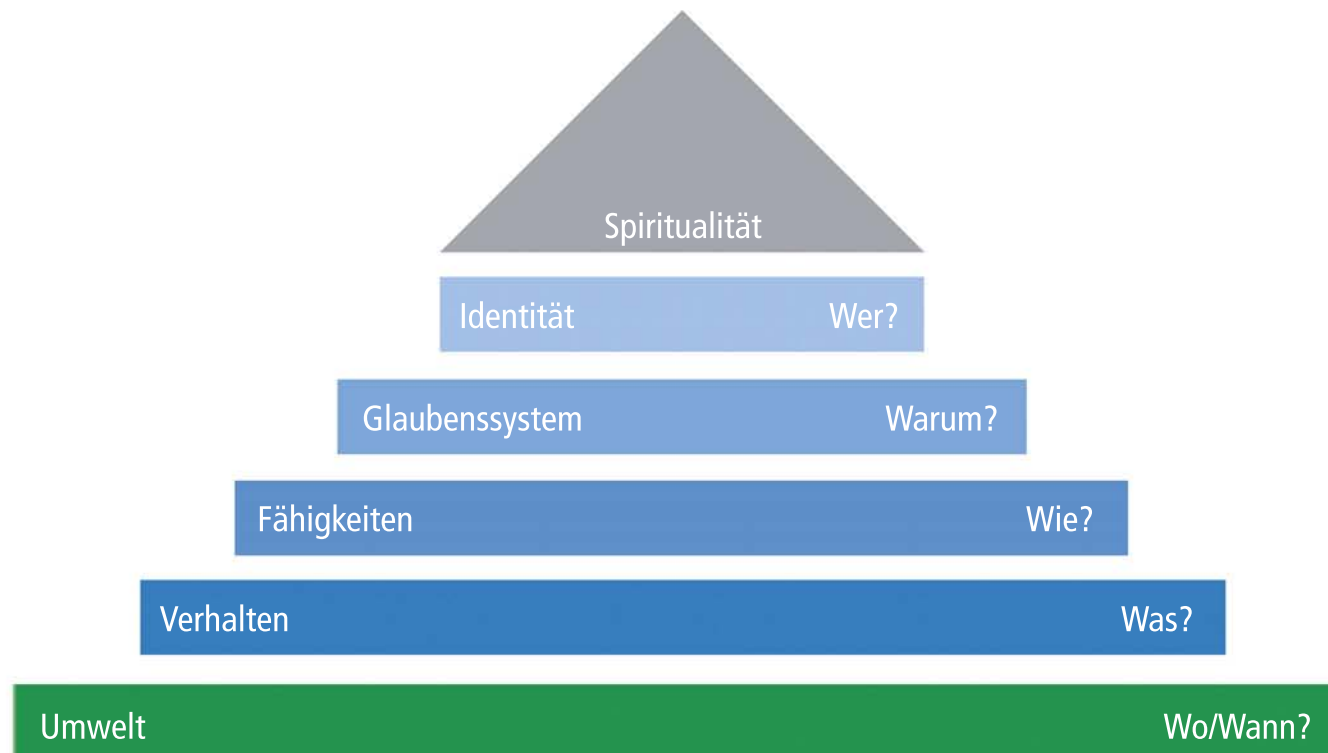 Spiritualität
Identität Wer?
Glaubenssystem Warum?
Fähigkeiten Wie?
Verhalten Was?
Umwelt Wo/Wann?